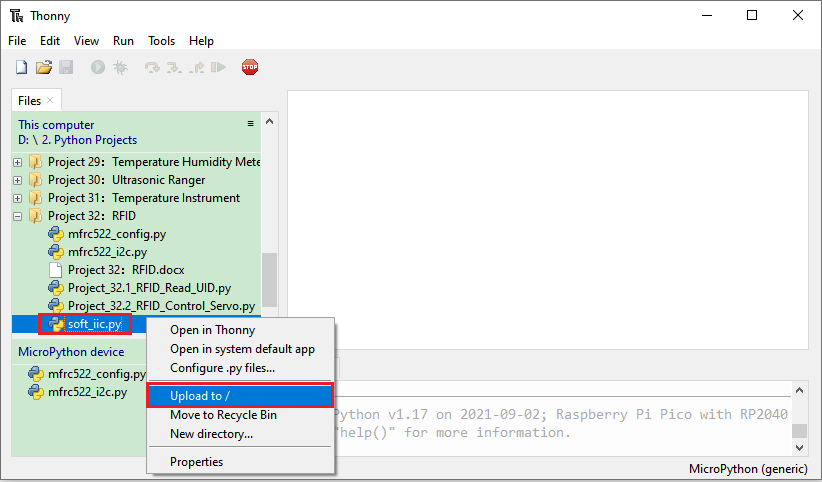 Thonny
File Edit View Run Tools Help
STOP
Files
This computer
D: \ 2. Python Projects
Project 29：Temperature Humidity Mete
Project 30：Ultrasonic Ranger
Project 31：Temperature Instrument
Project 32：RFID
mfrc522_config.py
mfrc522_i2c.py
Project 32：RFID.docx
Project_32.1_RFID_Read_UID.py
Project_32.2_RFID_Control_Servo.py
soft_iic.py
Open in Thonny
Open in system default app
Configure .py files...
Upload to /
Move to Recycle Bin
New directory...
Properties
MicroPython device
mfrc522_config.py
mfrc522_i2c.py
Python v1.17 on 2021-09-02; Raspberry Pi Pico with RP2040
"help()" for more information.
MicroPython (generic)